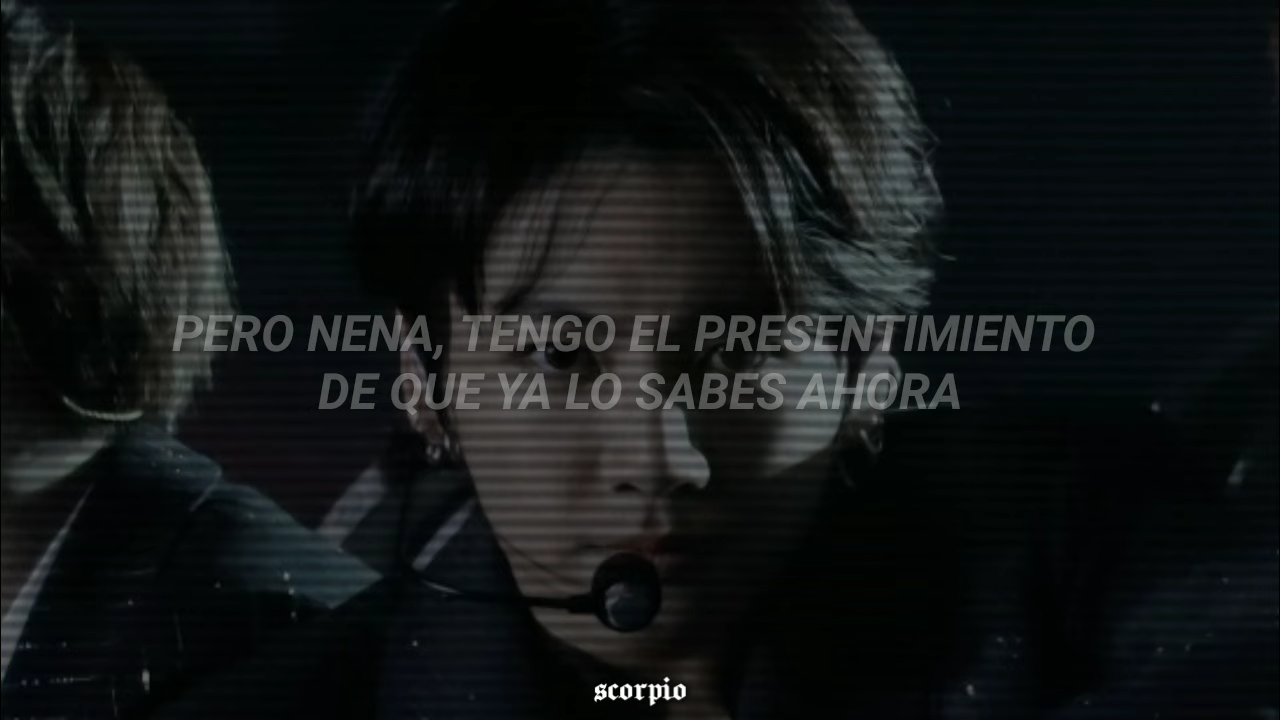 PERO NENA, TENGO EL PRESENTIMIENTO
DE QUE YA LO SABES AHORA
scorpio